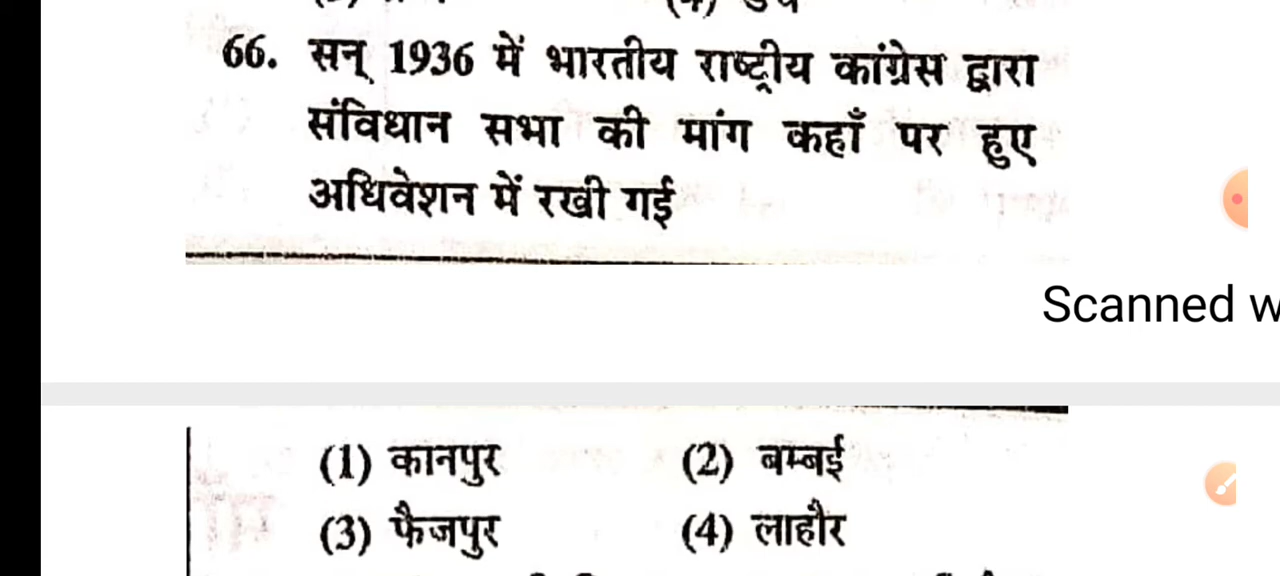 66. सन् 1936 में भारतीय राष्ट्रीय कांग्रेस द्वारा
संविधान सभा की मांग कहाँ पर हुए
अधिवेशन में रखी गई
Scanned w
(1) कानपुर (2) बम्बई
(3) फैजपुर (4) लाहौर